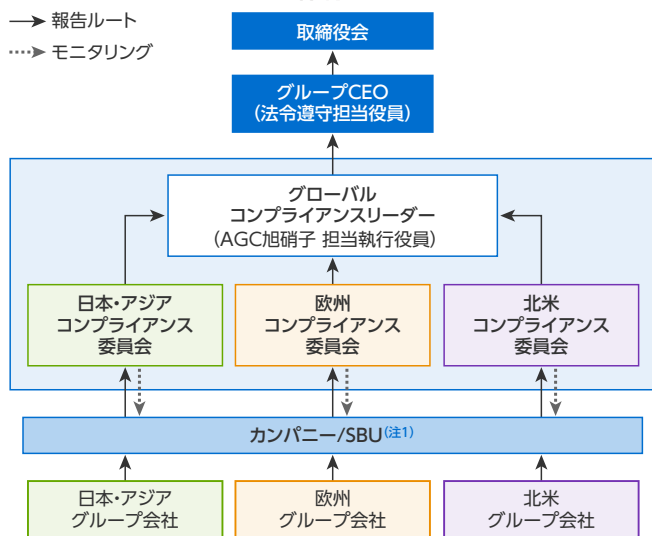 報告ルート
モニタリング
取締役会
グループCEO
(法令遵守担当役員)
グローバル
コンプライアンスリーダー
(AGC旭硝子 担当執行役員)
日本・アジア
コンプライアンス
委員会
欧州
コンプライアンス
委員会
北米
コンプライアンス
委員会
カンパニー/SBU(注1)
日本・アジア
グループ会社
欧州
グループ会社
北米
グループ会社